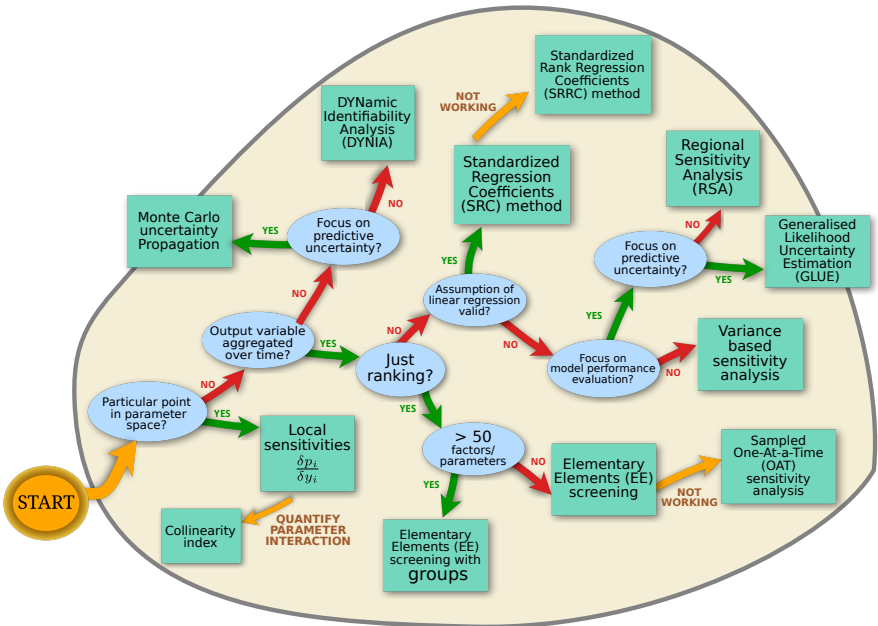 START
Particular point
in parameter
space?
NO
YES
Local
sensitivities
δp_i
δy_i
QUANTIFY
PARAMETER
INTERACTION
Collinearity
index
Output variable
aggregated
over time?
NO
YES
Focus on
predictive
uncertainty?
YES
NO
Monte Carlo
uncertainty
Propagation
DYNamic
Identifiability
Analysis
(DYNIA)
Just
ranking?
NO
YES
Assumption of
linear regression
valid?
YES
NO
Standardized
Regression
Coefficients
(SRC) method
NOT
WORKING
Standardized
Rank Regression
Coefficients
(SRRC) method
Focus on
model performance
evaluation?
YES
NO
Focus on
predictive
uncertainty?
NO
YES
Regional
Sensitivity
Analysis
(RSA)
Generalised
Likelihood
Uncertainty
Estimation
(GLUE)
Variance
based
sensitivity
analysis
> 50
factors/
parameters
YES
NO
Elementary
Elements (EE)
screening with
groups
Elementary
Elements (EE)
screening
NOT
WORKING
Sampled
One-At-a-Time
(OAT)
sensitivity
analysis